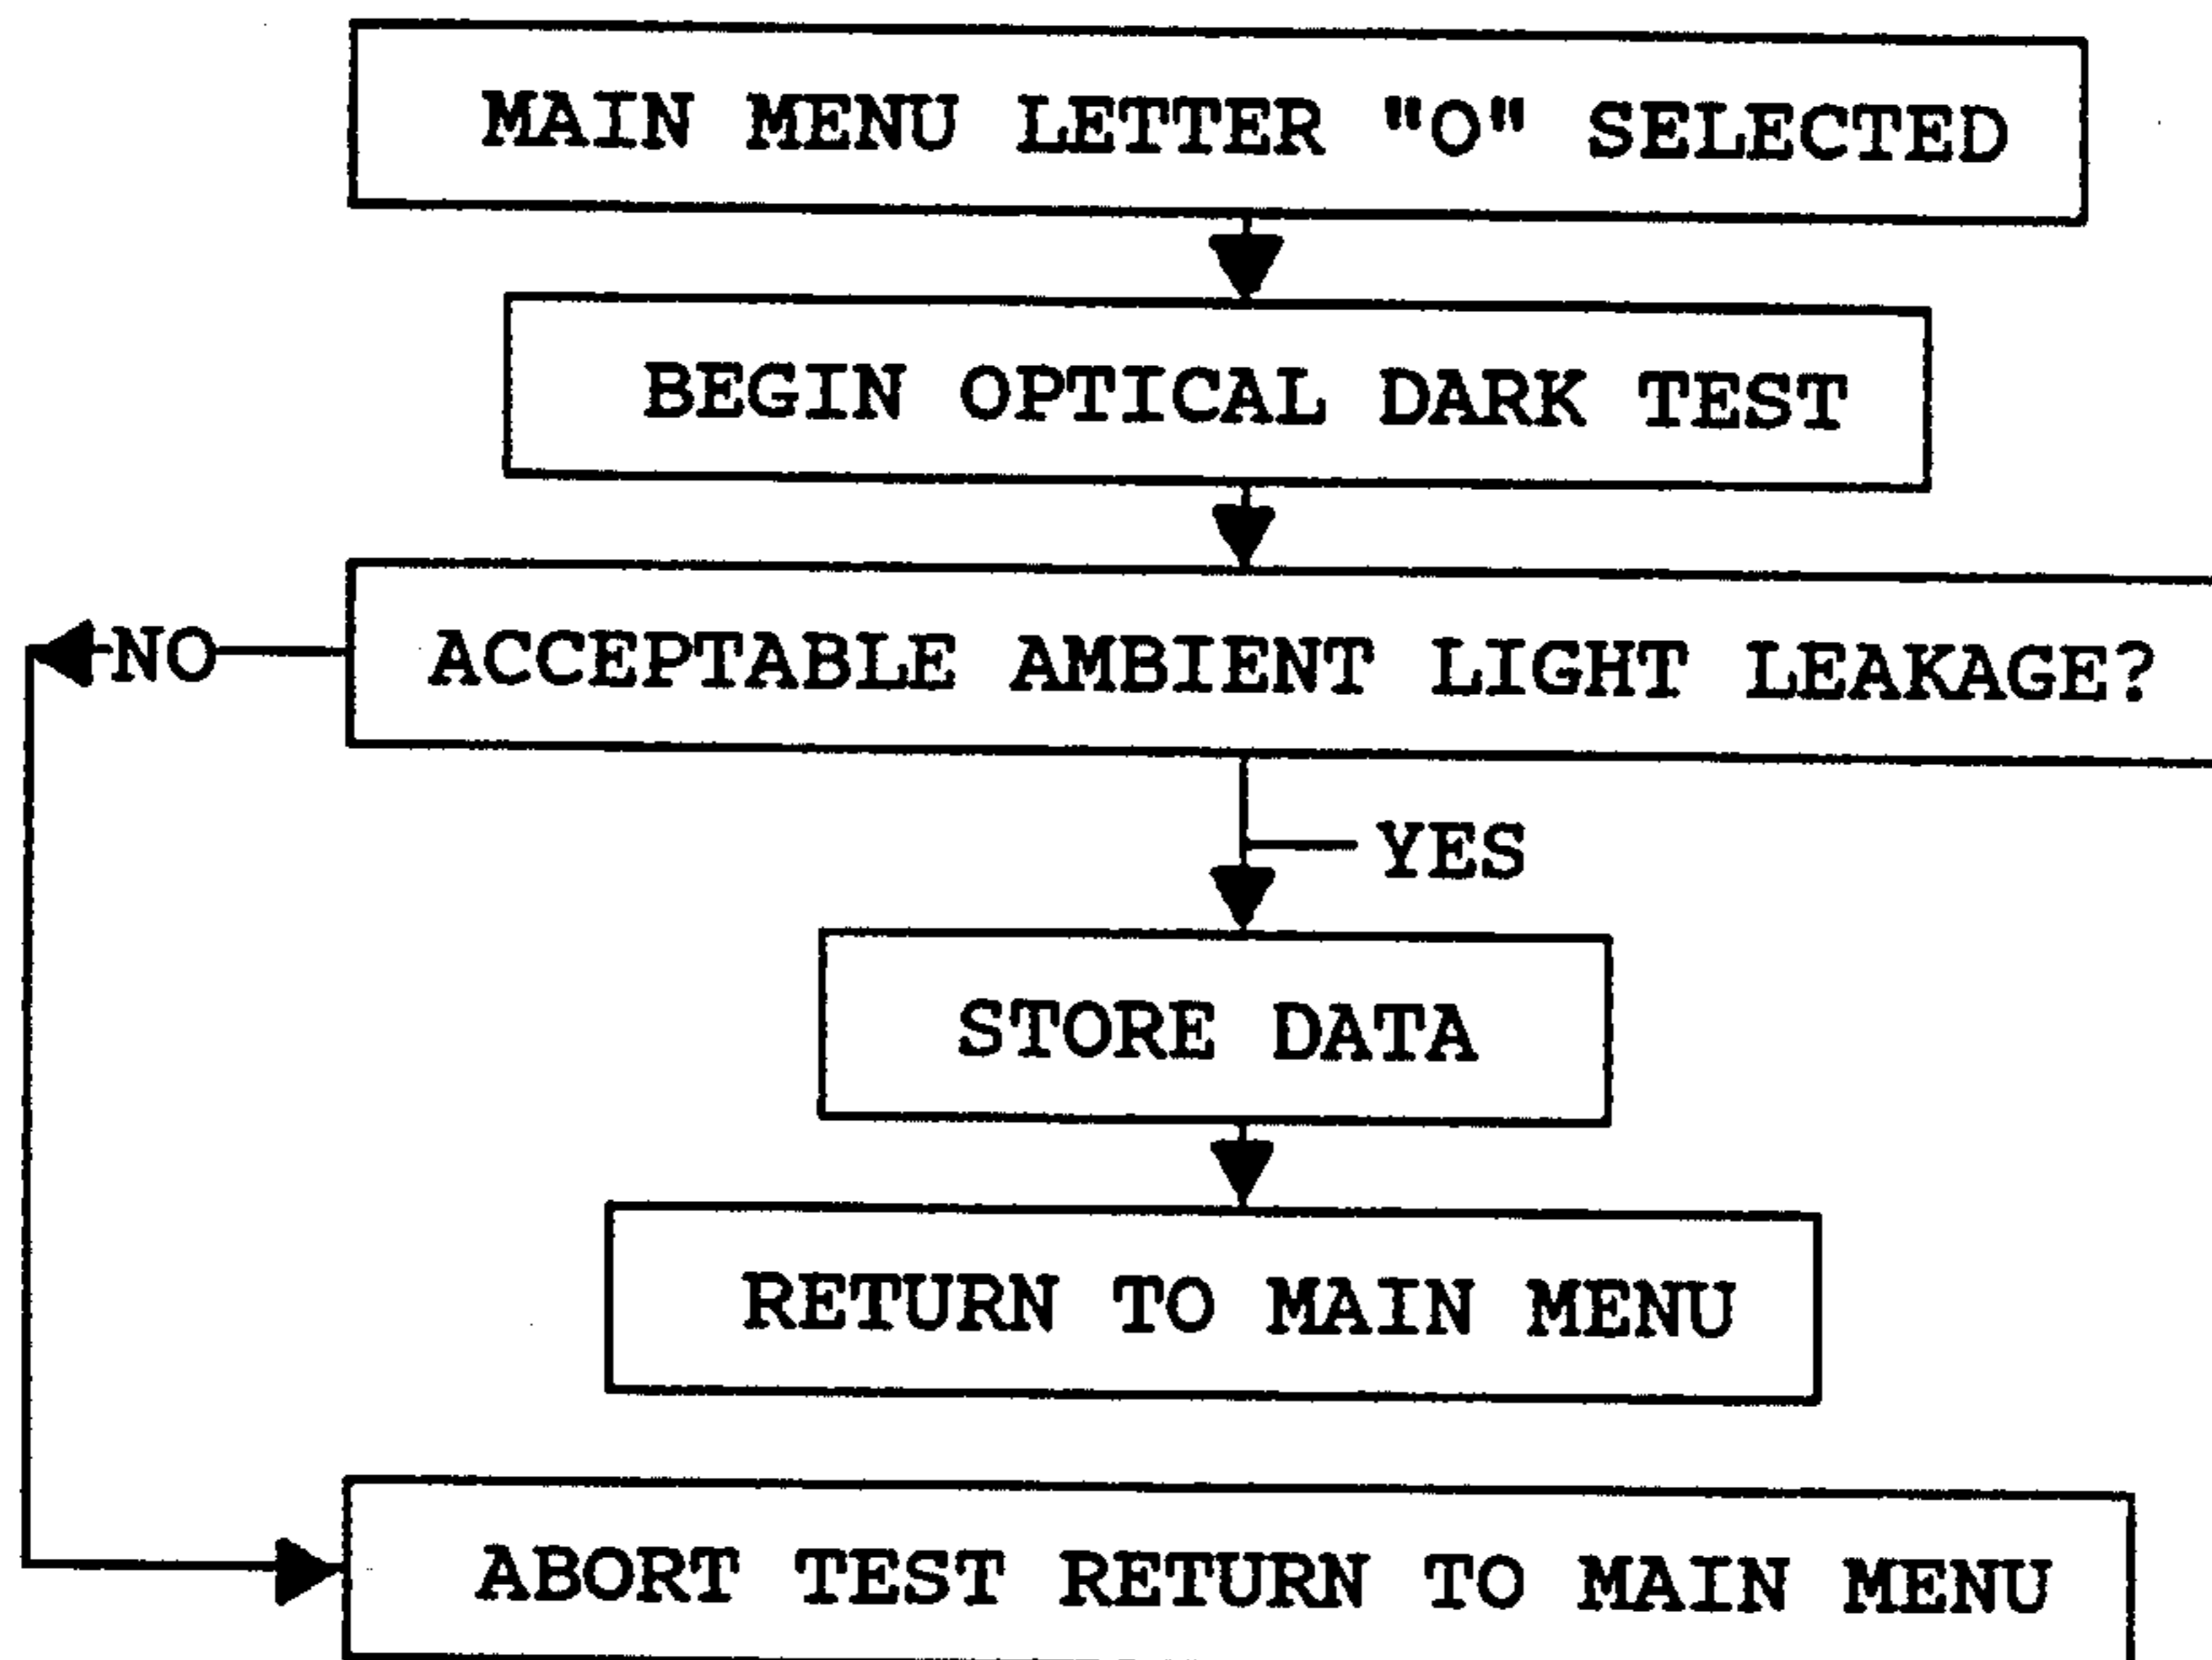 MAIN MENU LETTER "O" SELECTED
BEGIN OPTICAL DARK TEST
NO
ACCEPTABLE AMBIENT LIGHT LEAKAGE?
YES
STORE DATA
RETURN TO MAIN MENU
ABORT TEST RETURN TO MAIN MENU